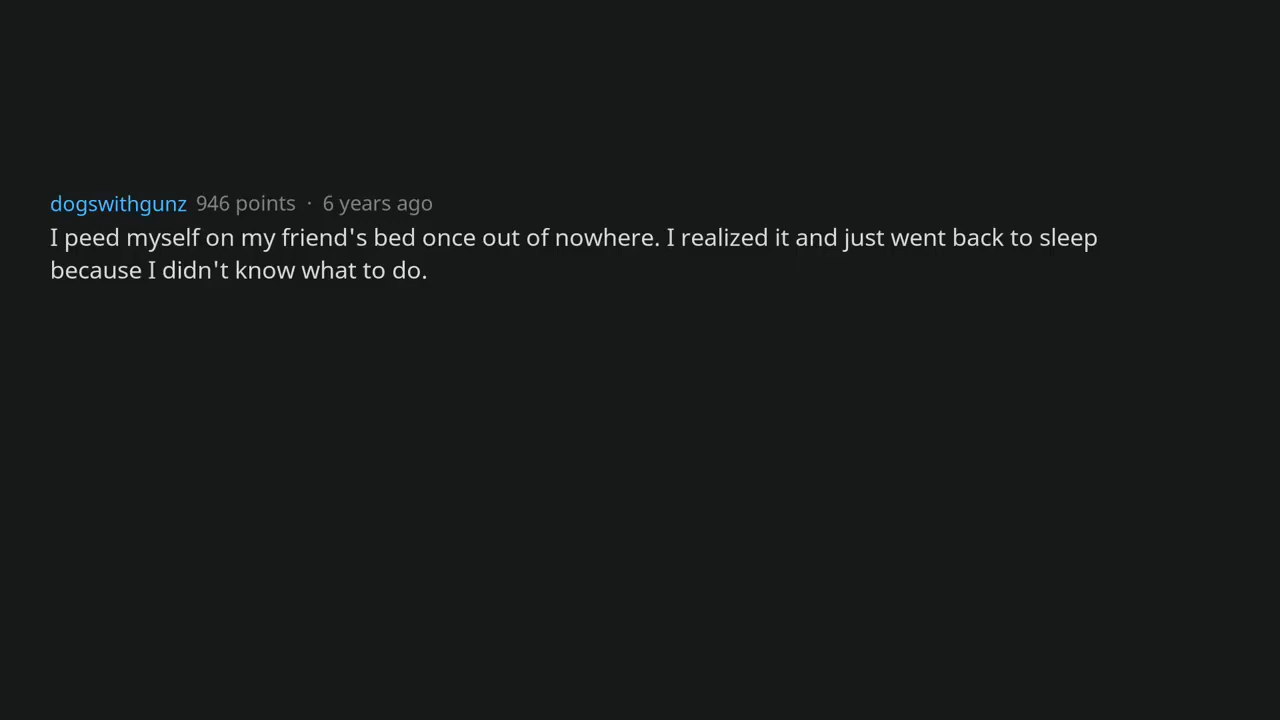 dogswithgunz 946 points · 6 years ago
I peed myself on my friend's bed once out of nowhere. I realized it and just went back to sleep
because I didn't know what to do.